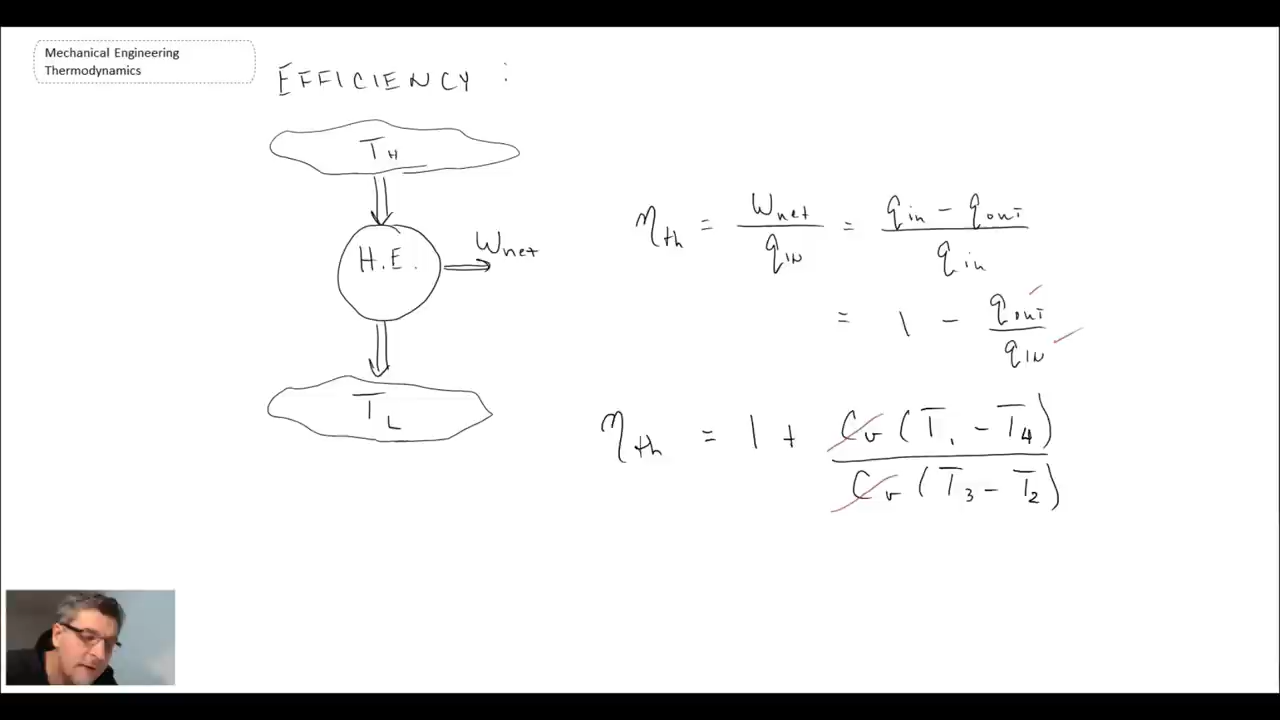 Mechanical Engineering
Thermodynamics
EFFICIENCY :
T_H
H.E.
W_net
T_L
η_th = W_net / q_IN = (q_in - q_out) / q_in
= 1 - q_out / q_IN
η_th = 1 + C_v (T_1 - T_4) / C_v (T_3 - T_2)